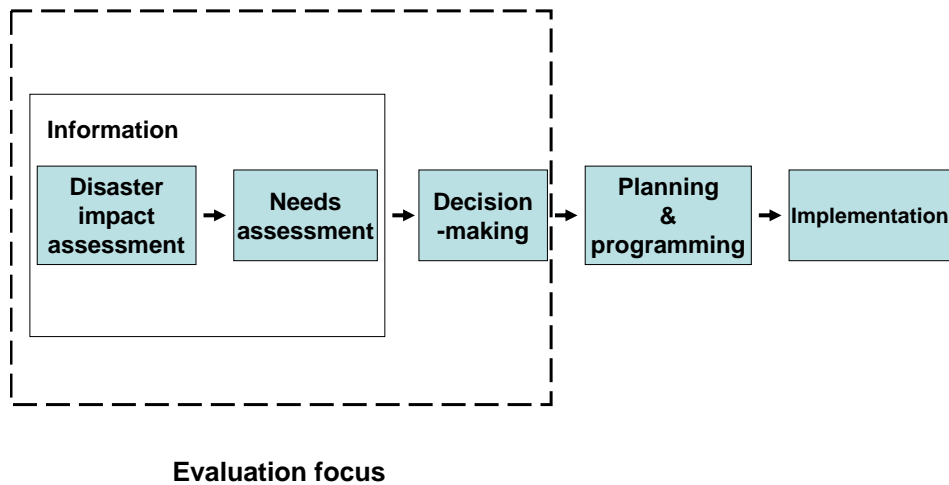 Information
Disaster
impact
assessment
Needs
assessment
Decision
-making
Planning
&
programming
Implementation
Evaluation focus